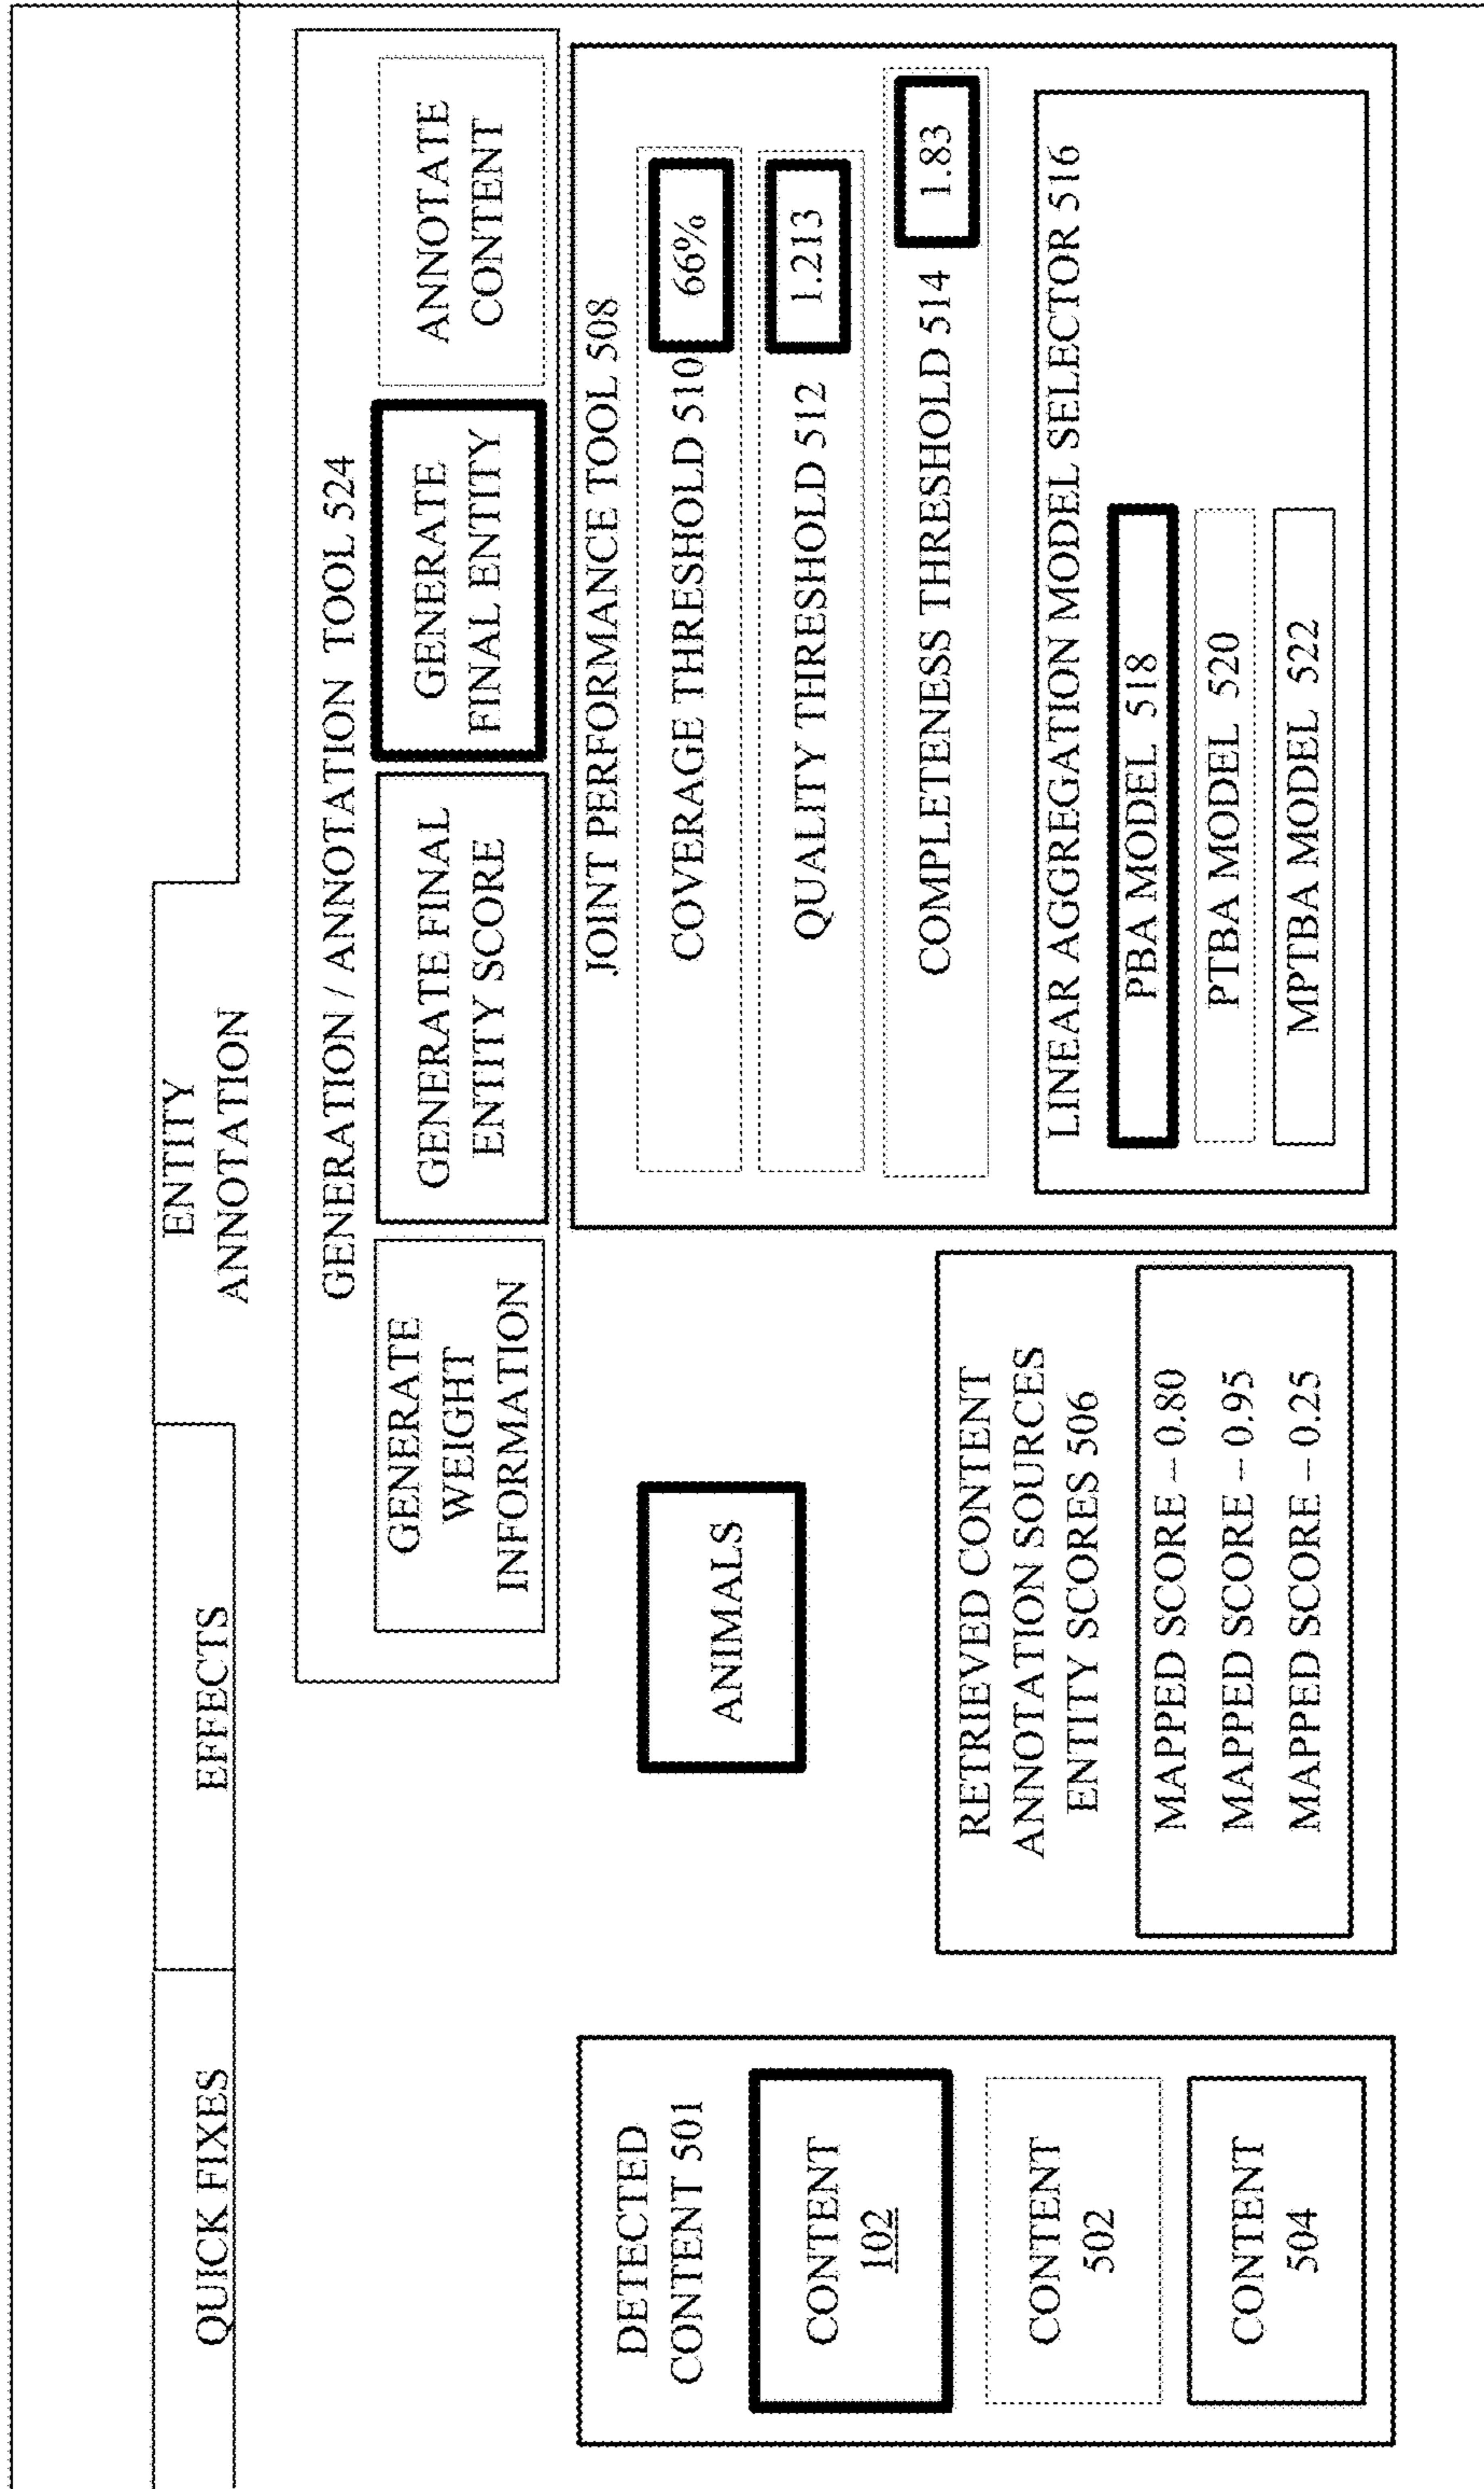 QUICK FIXES
EFFECTS
ENTITY
ANNOTATION
GENERATION / ANNOTATION TOOL 524
GENERATE
WEIGHT
INFORMATION
GENERATE FINAL
ENTITY SCORE
GENERATE
FINAL ENTITY
ANNOTATE
CONTENT
DETECTED
CONTENT 501
CONTENT
102
CONTENT
502
CONTENT
504
ANIMALS
RETRIEVED CONTENT
ANNOTATION SOURCES
ENTITY SCORES 506
MAPPED SCORE – 0.80
MAPPED SCORE – 0.95
MAPPED SCORE – 0.25
JOINT PERFORMANCE TOOL 508
COVERAGE THRESHOLD 510 66%
QUALITY THRESHOLD 512 1.213
COMPLETENESS THRESHOLD 514 1.83
LINEAR AGGREGATION MODEL SELECTOR 516
PBA MODEL 518
PTBA MODEL 520
MPTBA MODEL 522